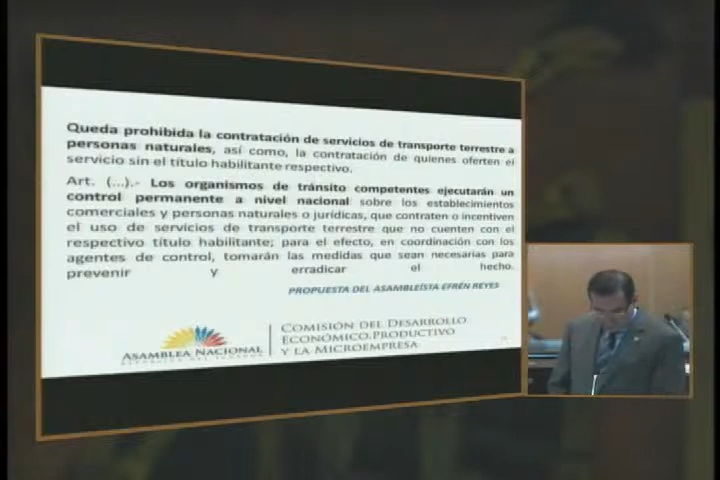 Queda prohibida la contratación de servicios de transporte terrestre a
personas naturales, así como, la contratación de quienes oferten el
servicio sin el título habilitante respectivo.
Art. (...).- Los organismos de tránsito competentes ejecutarán un
control permanente a nivel nacional sobre los establecimientos
comerciales y personas naturales o jurídicas, que contraten o incentiven
el uso de servicios de transporte terrestre que no cuenten con el
respectivo título habilitante; para el efecto, en coordinación con los
agentes de control, tomarán las medidas que sean necesarias para
prevenir y erradicar el hecho.
PROPUESTA DEL ASAMBLEÍSTA EFRÉN REYES
ASAMBLEA NACIONAL
REPÚBLICA DEL ECUADOR
COMISIÓN DEL DESARROLLO
ECONÓMICO, PRODUCTIVO
Y LA MICROEMPRESA